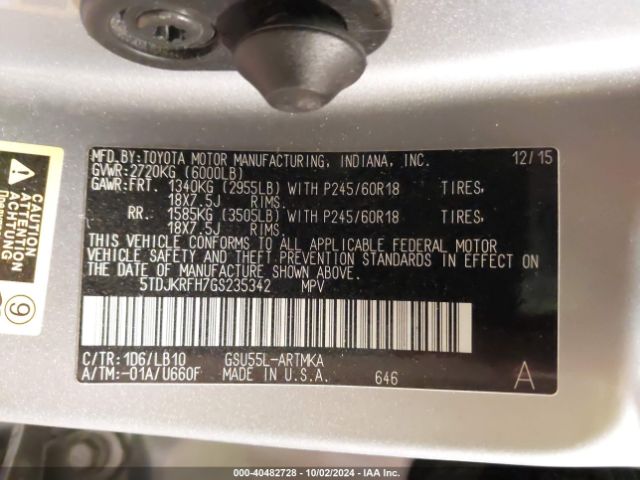 MFD.BY:TOYOTA MOTOR MANUFACTURING, INDIANA, INC. 12/15
GVWR:2720KG (6000LB)
GAWR:FRT. 1340KG (2955LB) WITH P245/60R18 TIRES,
18X7.5J RIMS.
RR. 1585KG (3505LB) WITH P245/60R18 TIRES,
18X7.5J RIMS.
THIS VEHICLE CONFORMS TO ALL APPLICABLE FEDERAL MOTOR
VEHICLE SAFETY AND THEFT PREVENTION STANDARDS IN EFFECT ON
THE DATE OF MANUFACTURE SHOWN ABOVE.
5TDJKRFH7GS235342 MPV
C/TR:1D6/LB10 GSU55L-ARTMKA
A/TM:-01A/U660F MADE IN U.S.A. 646 A
CAUTION
ACTUATING
9
000-40482728 - 10/02/2024 - IAA Inc.